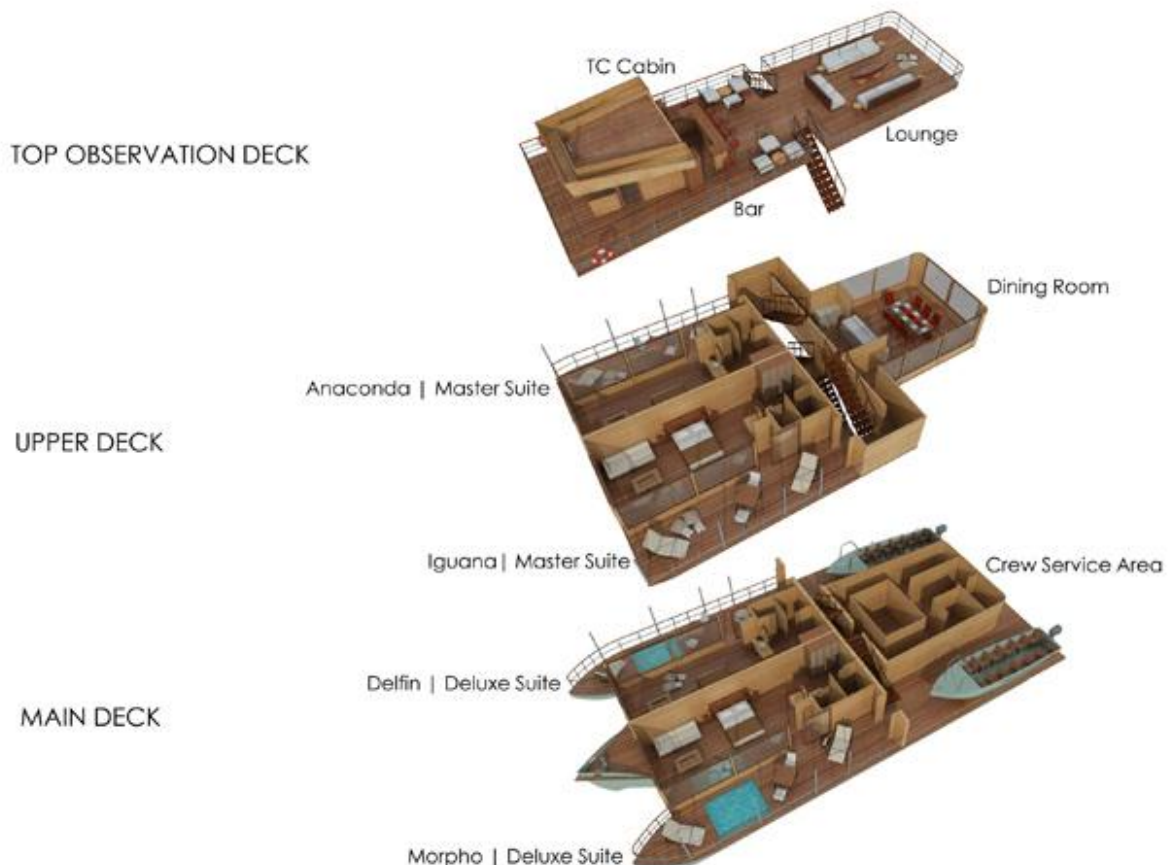 TC Cabin
TOP OBSERVATION DECK
Lounge
Bar
Dining Room
Anaconda | Master Suite
UPPER DECK
Iguana| Master Suite
Crew Service Area
Delfin | Deluxe Suite
MAIN DECK
Morpho | Deluxe Suite